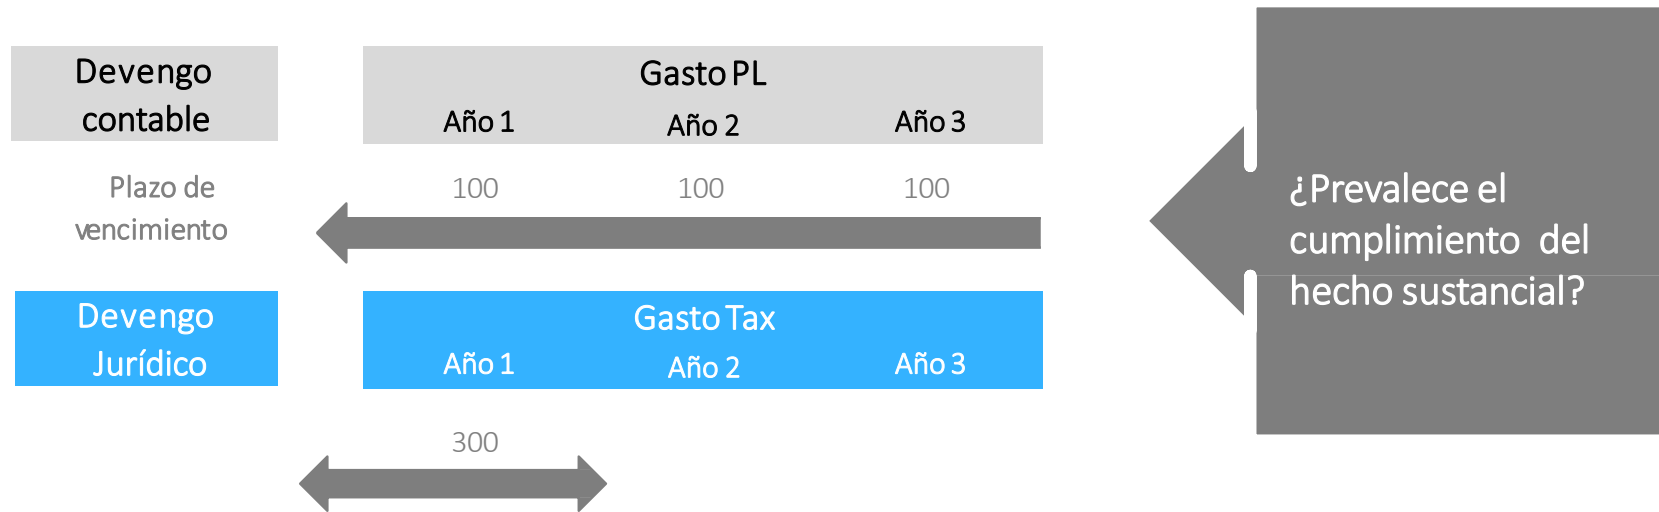 Devengo
contable
Gasto PL
Año 1 Año 2 Año 3
Plazo de
vencimiento
100 100 100
Devengo
Jurídico
Gasto Tax
Año 1 Año 2 Año 3
300
¿Prevalece el
cumplimiento del
hecho sustancial?